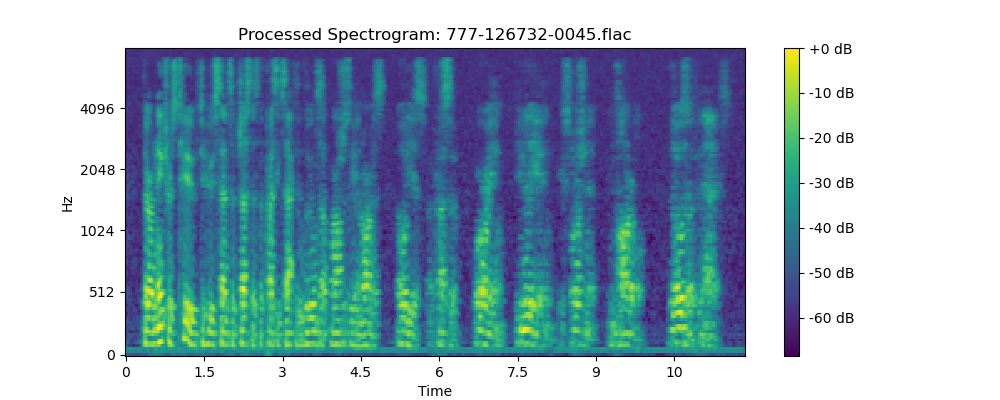 Processed Spectrogram: 777-126732-0045.flac
Hz
4096
2048
1024
512
0
0 1.5 3 4.5 6 7.5 9 10
Time
+0 dB
-10 dB
-20 dB
-30 dB
-40 dB
-50 dB
-60 dB